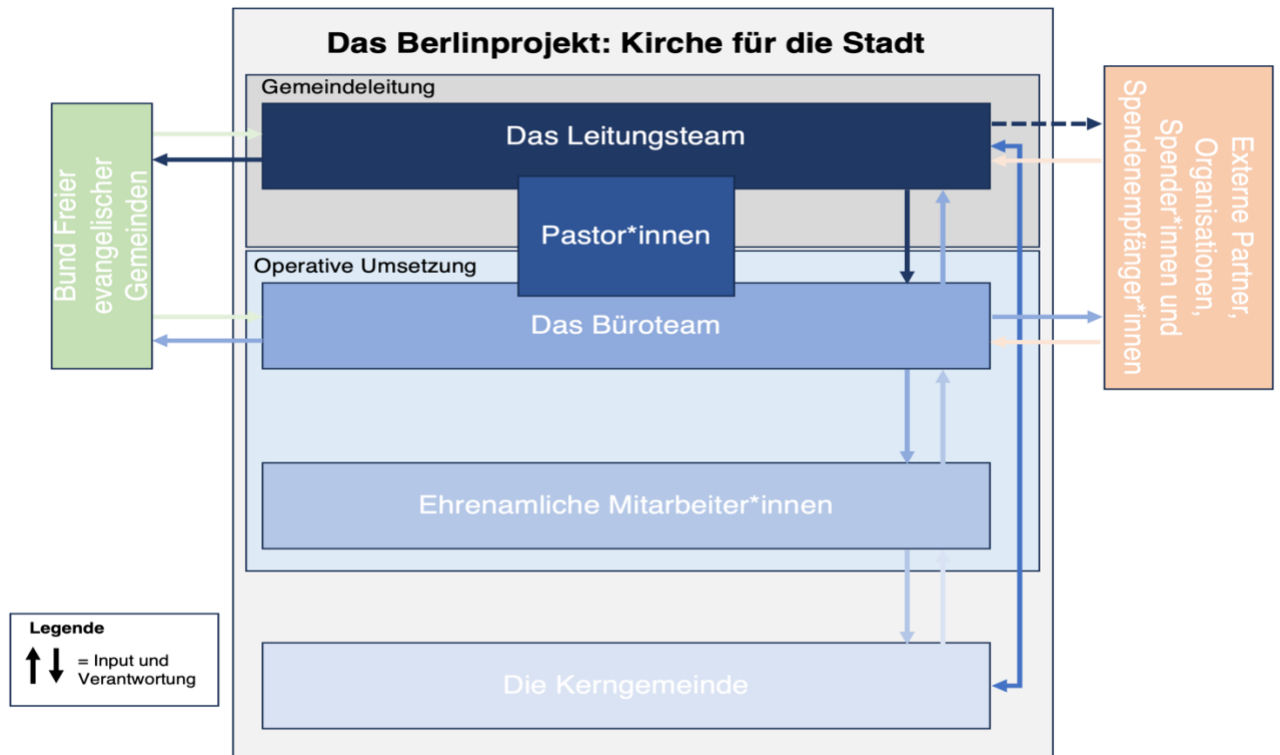 Das Berlinprojekt: Kirche für die Stadt
Gemeindeleitung
Das Leitungsteam
Pastor*innen
Operative Umsetzung
Das Büroteam
Ehrenamliche Mitarbeiter*innen
Die Kerngemeinde
Bund Freier
evangelischer
Gemeinden
Externe Partner,
Organisationen,
Spender*innen und
Spendenempfänger*innen
Legende
= Input und
Verantwortung